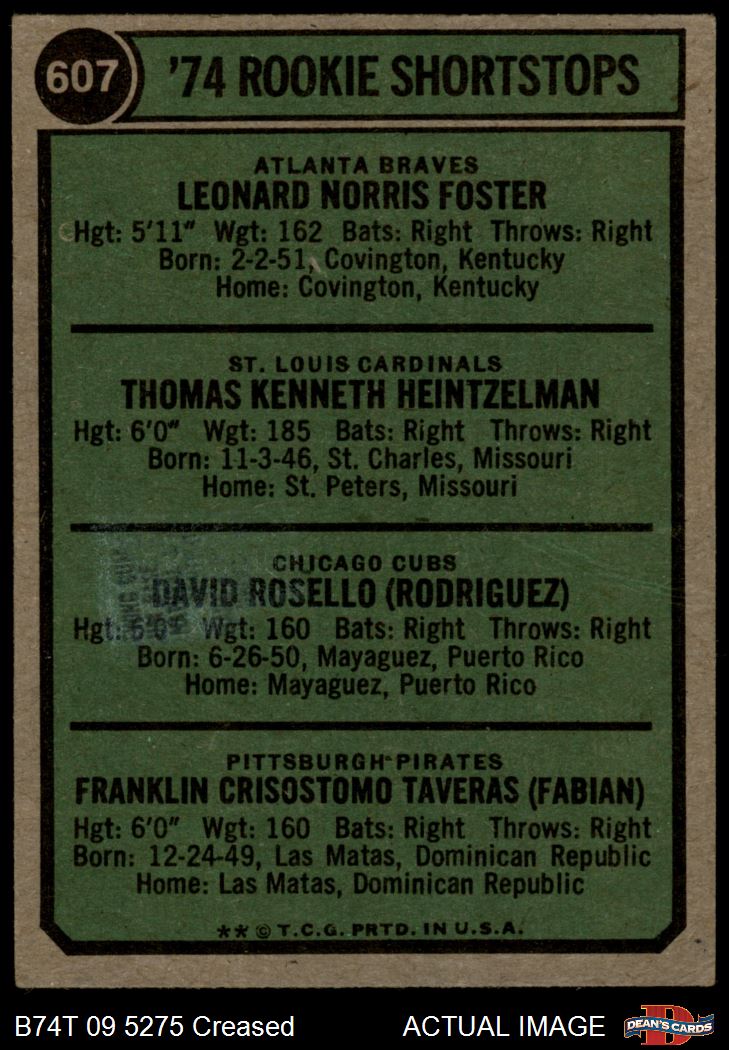 607
'74 ROOKIE SHORTSTOPS
ATLANTA BRAVES
LEONARD NORRIS FOSTER
Hgt: 5'11" Wgt: 162 Bats: Right Throws: Right
Born: 2-2-51, Covington, Kentucky
Home: Covington, Kentucky
ST. LOUIS CARDINALS
THOMAS KENNETH HEINTZELMAN
Hgt: 6'0" Wgt: 185 Bats: Right Throws: Right
Born: 11-3-46, St. Charles, Missouri
Home: St. Peters, Missouri
CHICAGO CUBS
DAVID ROSELLO (RODRIGUEZ)
Hgt: 6'0" Wgt: 160 Bats: Right Throws: Right
Born: 6-26-50, Mayaguez, Puerto Rico
Home: Mayaguez, Puerto Rico
PITTSBURGH PIRATES
FRANKLIN CRISOSTOMO TAVERAS (FABIAN)
Hgt: 6'0" Wgt: 160 Bats: Right Throws: Right
Born: 12-24-49, Las Matas, Dominican Republic
Home: Las Matas, Dominican Republic
** © T.C.G. PRTD. IN U.S.A.
B74T 09 5275 Creased ACTUAL IMAGE
DEAN'S CARDS